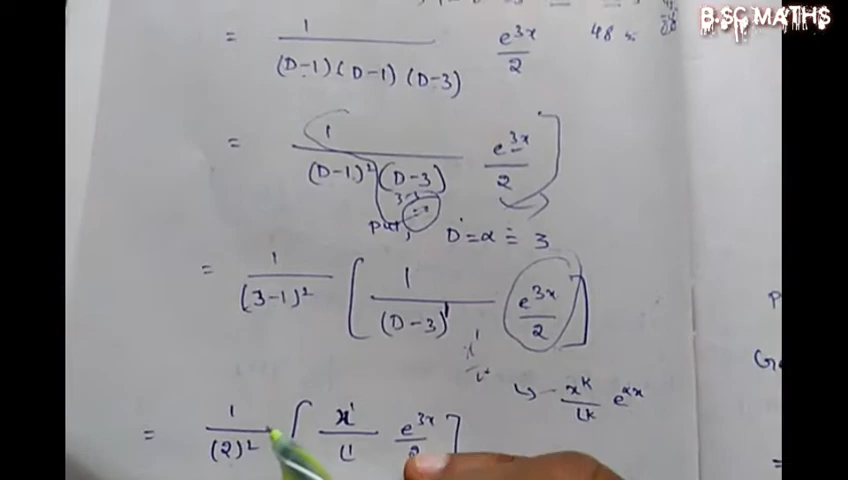 B.SC MATHS
48
= 1/((D-1)(D-1)(D-3)) e^3x/2
= 1/((D-1)²(D-3)) e^3x/2]
put, D=α=3
= 1/(3-1)² [1/(D-3)^1 e^3x/2]
↳ x^k/⌊k e^αx
= 1/(2)² [x^1/⌊1 e^3x/2]